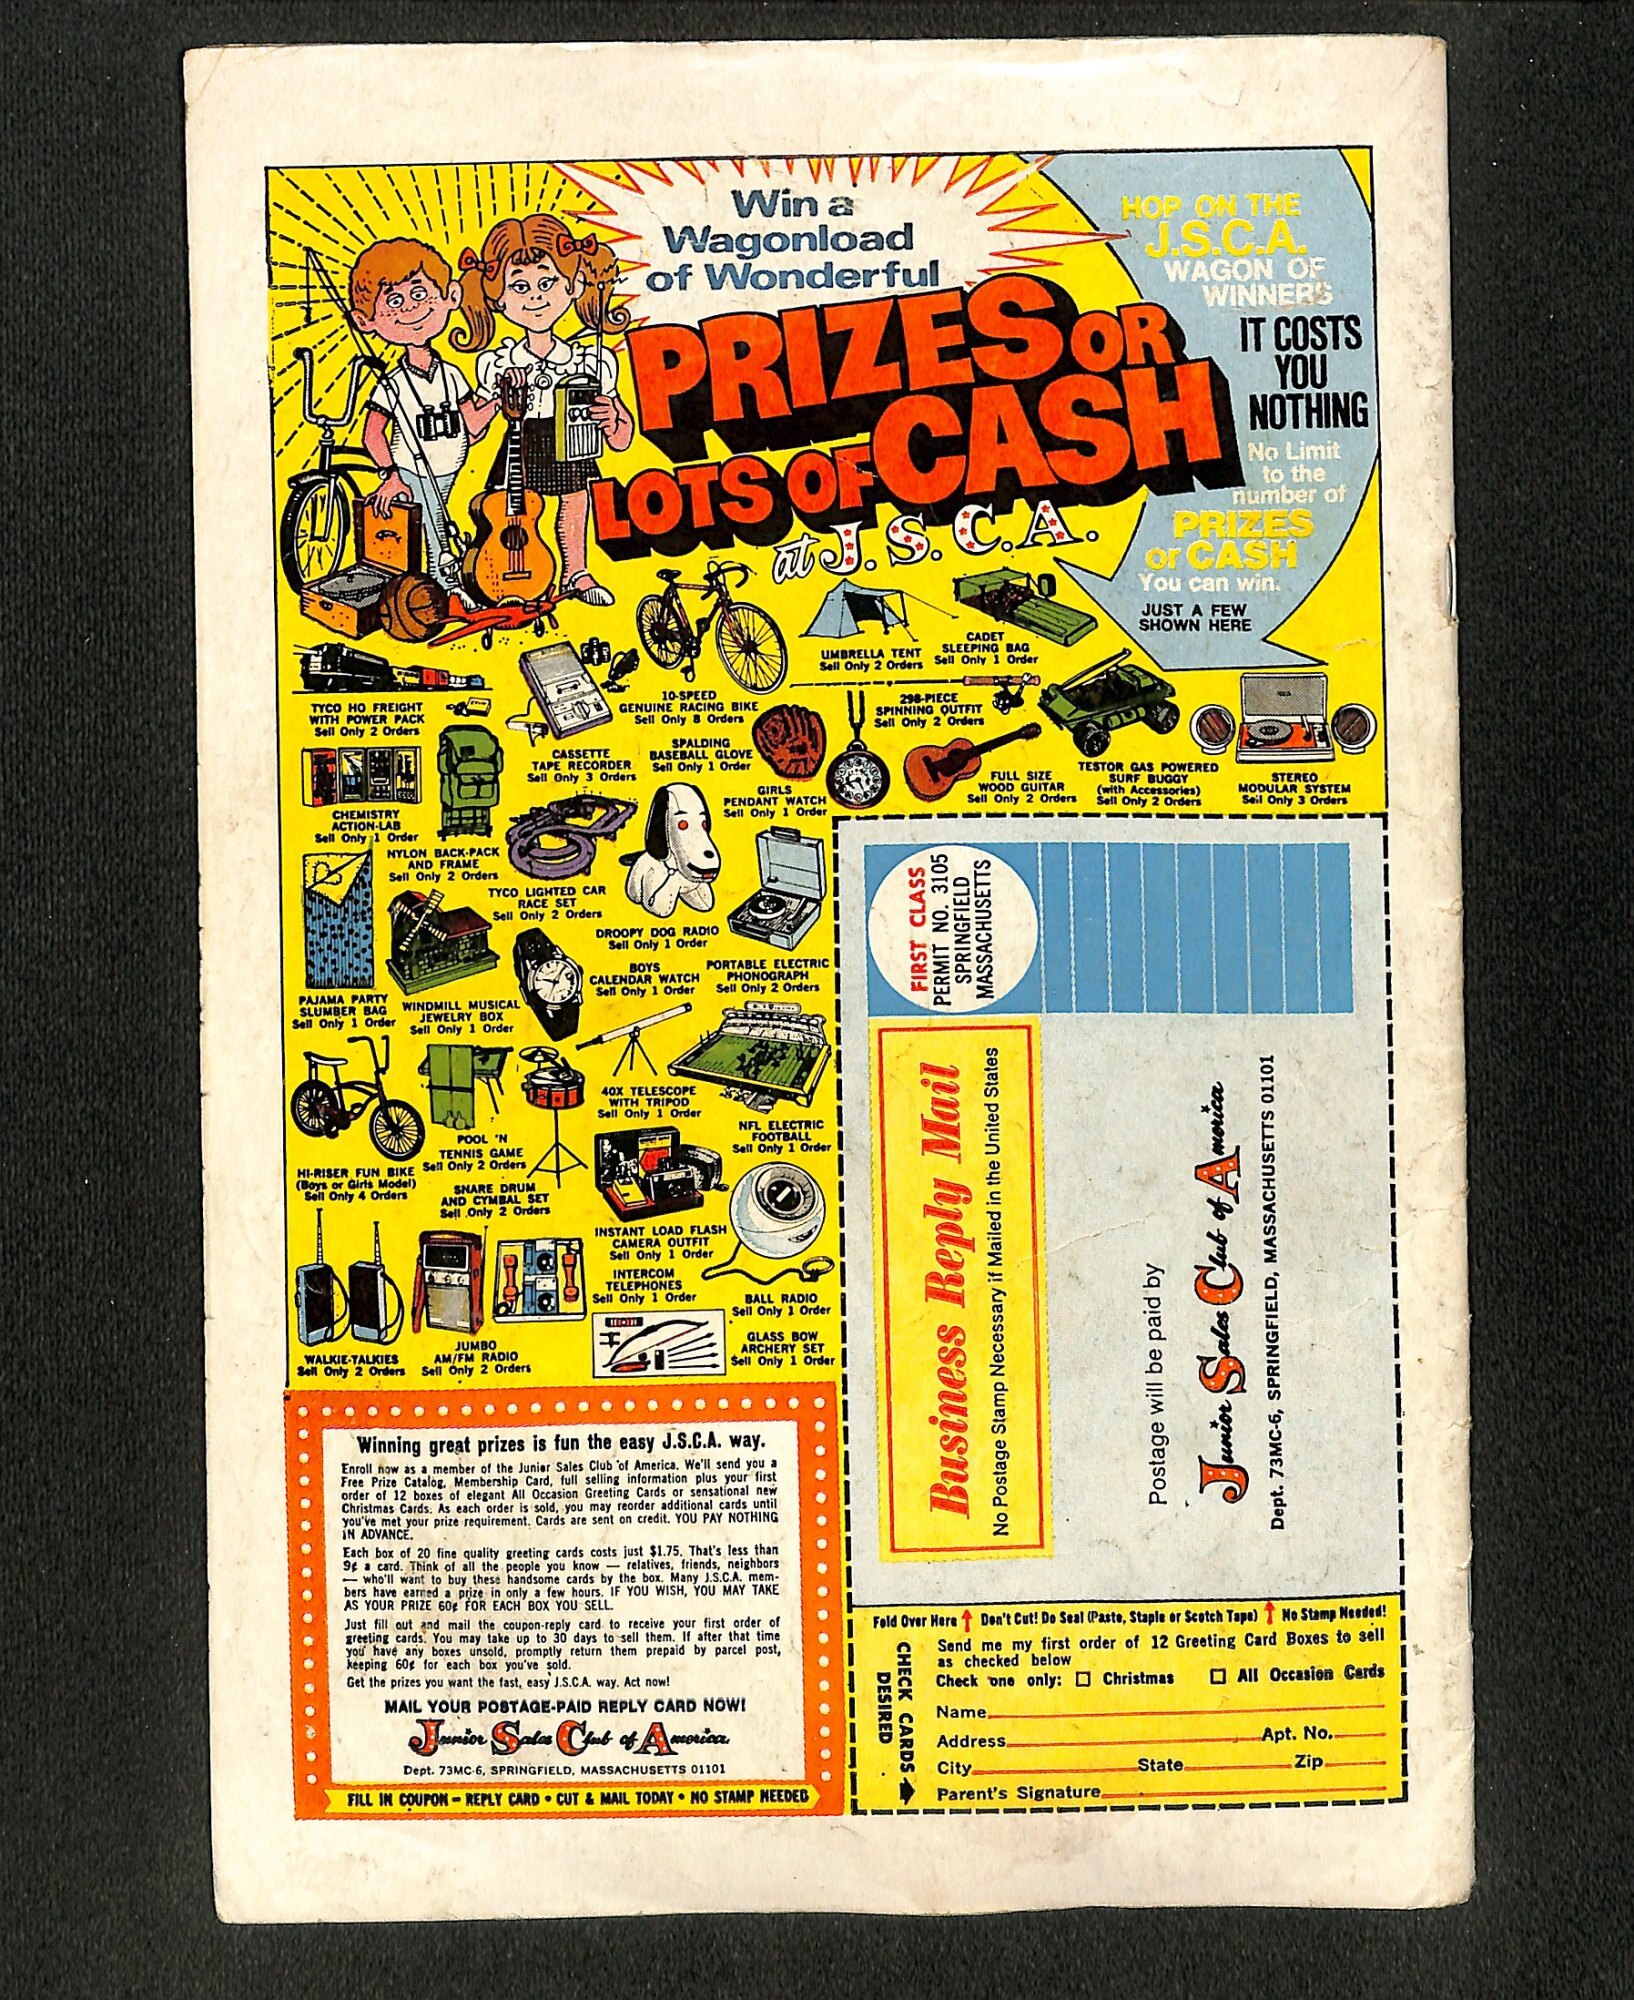 Win a
Wagonload
of Wonderful
PRIZES OR
LOTS OF CASH
at J.S.C.A.
HOP ON THE
J.S.C.A.
WAGON OF
WINNERS
IT COSTS
YOU
NOTHING
No Limit
to the
number of
PRIZES
or CASH
You can win.
JUST A FEW
SHOWN HERE
UMBRELLA TENT
Sell Only 2 Orders
CADET
SLEEPING BAG
Sell Only 1 Order
TYCO HO FREIGHT
WITH POWER PACK
Sell Only 2 Orders
10-SPEED
GENUINE RACING BIKE
Sell Only 8 Orders
298-PIECE
SPINNING OUTFIT
Sell Only 2 Orders
CASSETTE
TAPE RECORDER
Sell Only 3 Orders
SPALDING
BASEBALL GLOVE
Sell Only 1 Order
GIRLS
PENDANT WATCH
Sell Only 1 Order
FULL SIZE
WOOD GUITAR
Sell Only 2 Orders
TESTOR GAS POWERED
SURF BUGGY
(with Accessories)
Sell Only 2 Orders
STEREO
MODULAR SYSTEM
Sell Only 3 Orders
CHEMISTRY
ACTION-LAB
Sell Only 1 Order
NYLON BACK-PACK
AND FRAME
Sell Only 2 Orders
TYCO LIGHTED CAR
RACE SET
Sell Only 2 Orders
DROOPY DOG RADIO
Sell Only 1 Order
PAJAMA PARTY
SLUMBER BAG
Sell Only 1 Order
WINDMILL MUSICAL
JEWELRY BOX
Sell Only 1 Order
BOYS
CALENDAR WATCH
Sell Only 1 Order
PORTABLE ELECTRIC
PHONOGRAPH
Sell Only 2 Orders
40X TELESCOPE
WITH TRIPOD
Sell Only 1 Order
NFL ELECTRIC
FOOTBALL
Sell Only 1 Order
HI-RISER FUN BIKE
(Boys or Girls Model)
Sell Only 4 Orders
POOL 'N
TENNIS GAME
Sell Only 2 Orders
SNARE DRUM
AND CYMBAL SET
Sell Only 2 Orders
INSTANT LOAD FLASH
CAMERA OUTFIT
Sell Only 1 Order
INTERCOM
TELEPHONES
Sell Only 1 Order
BALL RADIO
Sell Only 1 Order
WALKIE-TALKIES
Sell Only 2 Orders
JUMBO
AM/FM RADIO
Sell Only 2 Orders
GLASS BOW
ARCHERY SET
Sell Only 1 Order
Winning great prizes is fun the easy J.S.C.A. way.
Enroll now as a member of the Junior Sales Club of America. We'll send you a
Free Prize Catalog, Membership Card, full selling information plus your first
order of 12 boxes of elegant All Occasion Greeting Cards or sensational new
Christmas Cards. As each order is sold, you may reorder additional cards until
you've met your prize requirement. Cards are sent on credit. YOU PAY NOTHING
IN ADVANCE.
Each box of 20 fine quality greeting cards costs just $1.75. That's less than
9¢ a card. Think of all the people you know — relatives, friends, neighbors
— who'll want to buy these handsome cards by the box. Many J.S.C.A. mem-
bers have earned a prize in only a few hours. IF YOU WISH, YOU MAY TAKE
AS YOUR PRIZE 60¢ FOR EACH BOX YOU SELL.
Just fill out and mail the coupon-reply card to receive your first order of
greeting cards. You may take up to 30 days to sell them. If after that time
you have any boxes unsold, promptly return them prepaid by parcel post,
keeping 60¢ for each box you've sold.
Get the prizes you want the fast, easy J.S.C.A. way. Act now!
MAIL YOUR POSTAGE-PAID REPLY CARD NOW!
Junior Sales Club of America
Dept. 73MC-6, SPRINGFIELD, MASSACHUSETTS 01101
FILL IN COUPON - REPLY CARD • CUT & MAIL TODAY • NO STAMP NEEDED
FIRST CLASS
PERMIT NO. 3105
SPRINGFIELD
MASSACHUSETTS
Business Reply Mail
No Postage Stamp Necessary if Mailed in the United States
Postage will be paid by
Junior Sales Club of America
Dept. 73MC-6, SPRINGFIELD, MASSACHUSETTS 01101
Fold Over Here ↑ Don't Cut! Do Seal (Paste, Staple or Scotch Tape) ↑ No Stamp Needed!
CHECK CARDS
DESIRED
Send me my first order of 12 Greeting Card Boxes to sell
as checked below
Check one only: ☐ Christmas ☐ All Occasion Cards
Name
Address Apt. No.
City State Zip
Parent's Signature